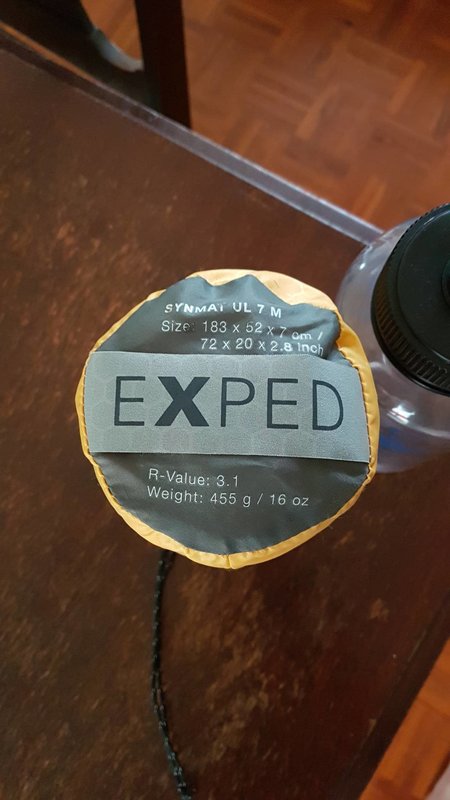 SYNMAT UL 7 M
Size: 183 x 52 x 7 cm /
72 x 20 x 2.8 inch
EXPED
R-Value: 3.1
Weight: 455 g / 16 oz